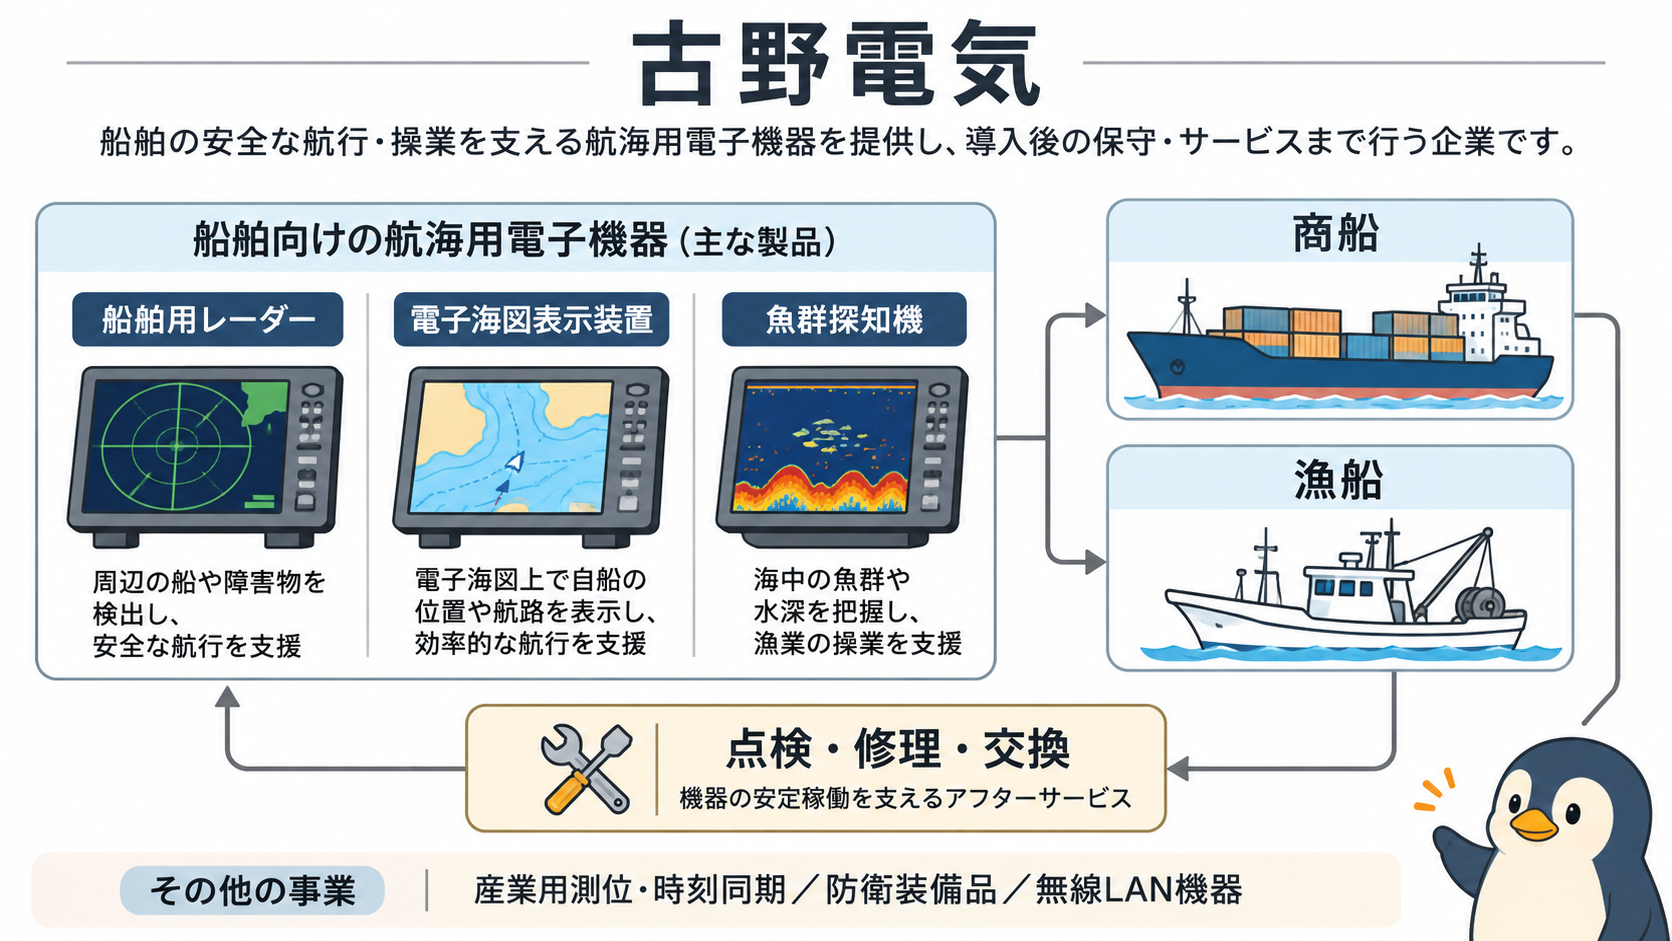 古野電気
船舶の安全な航行・操業を支える航海用電子機器を提供し、導入後の保守・サービスまで行う企業です。
船舶向けの航海用電子機器（主な製品）
船舶用レーダー
周辺の船や障害物を
検出し、
安全な航行を支援
電子海図表示装置
電子海図上で自船の
位置や航路を表示し、
効率的な航行を支援
魚群探知機
海中の魚群や
水深を把握し、
漁業の操業を支援
商船
漁船
点検・修理・交換
機器の安定稼働を支えるアフターサービス
その他の事業
産業用測位・時刻同期／防衛装備品／無線LAN機器